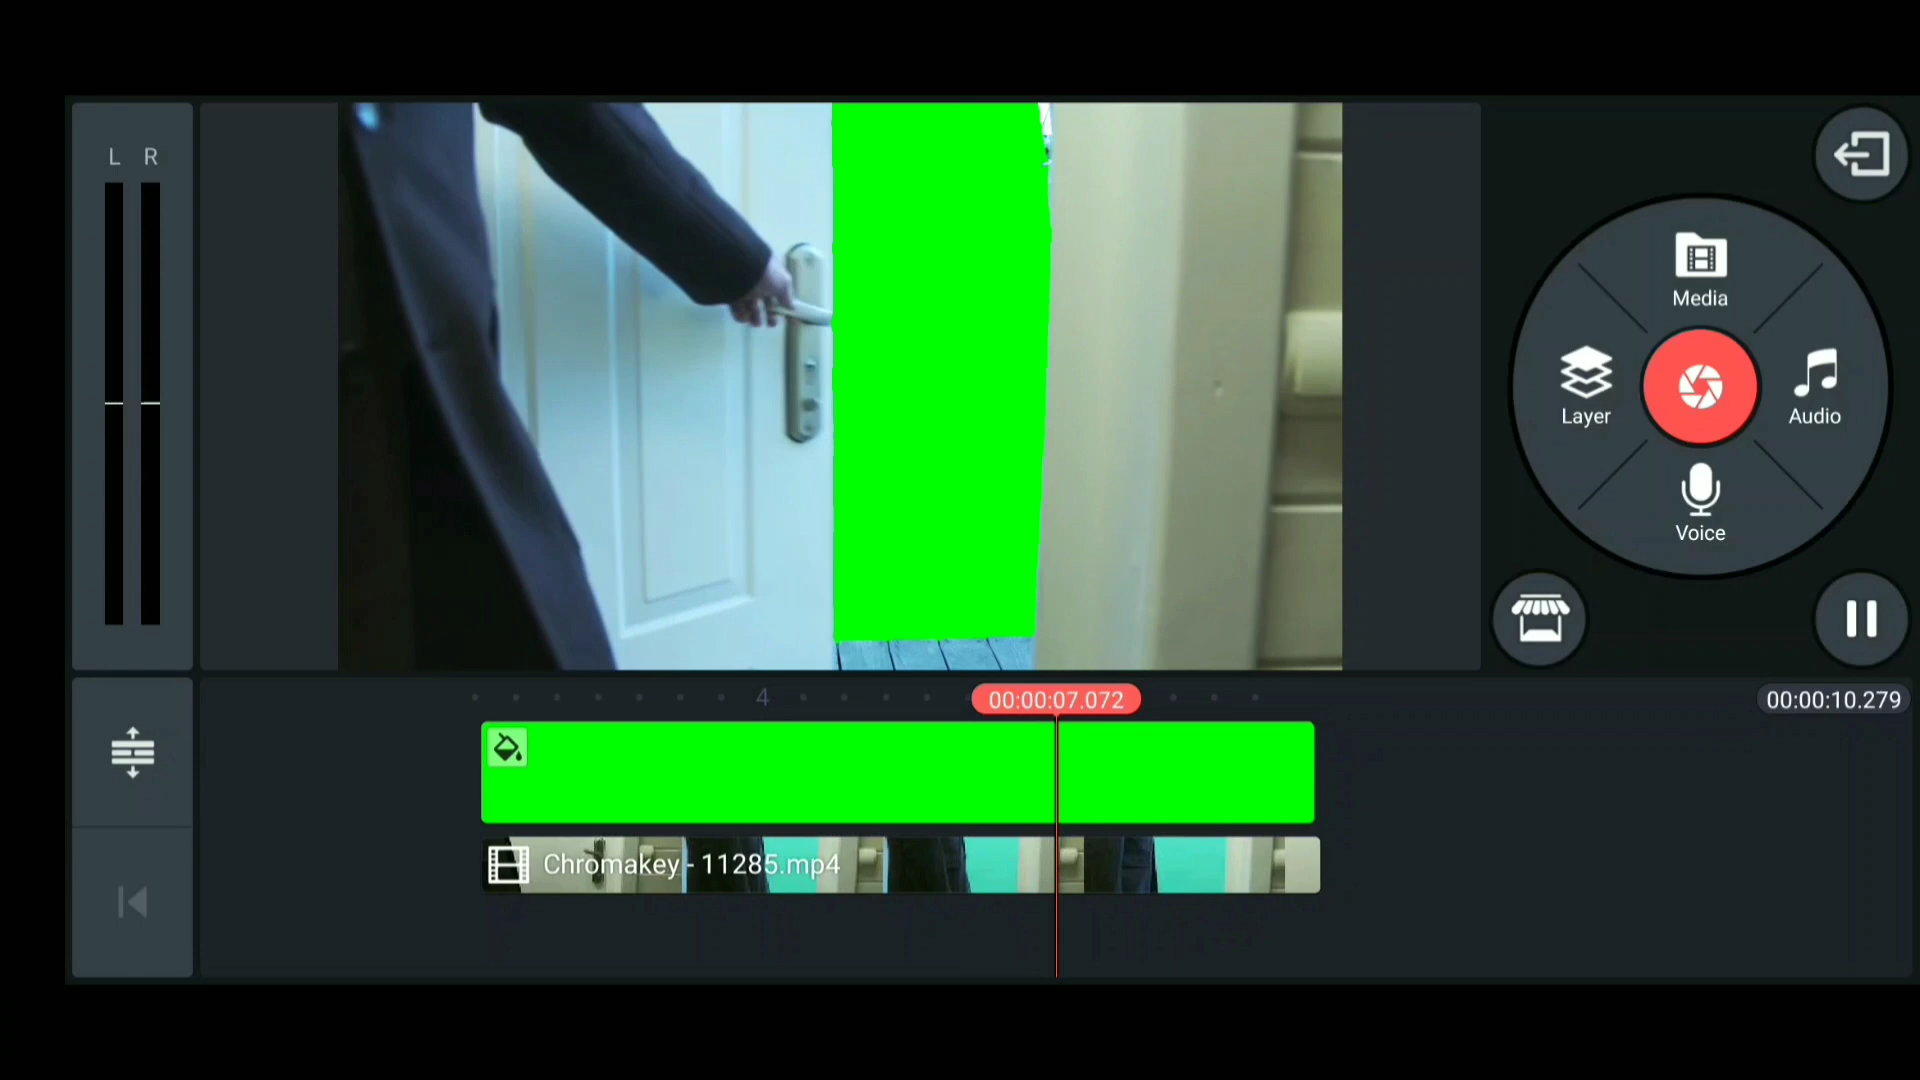 L R
Media
Layer
Audio
Voice
4
00:00:07.072
00:00:10.279
Chromakey - 11285.mp4